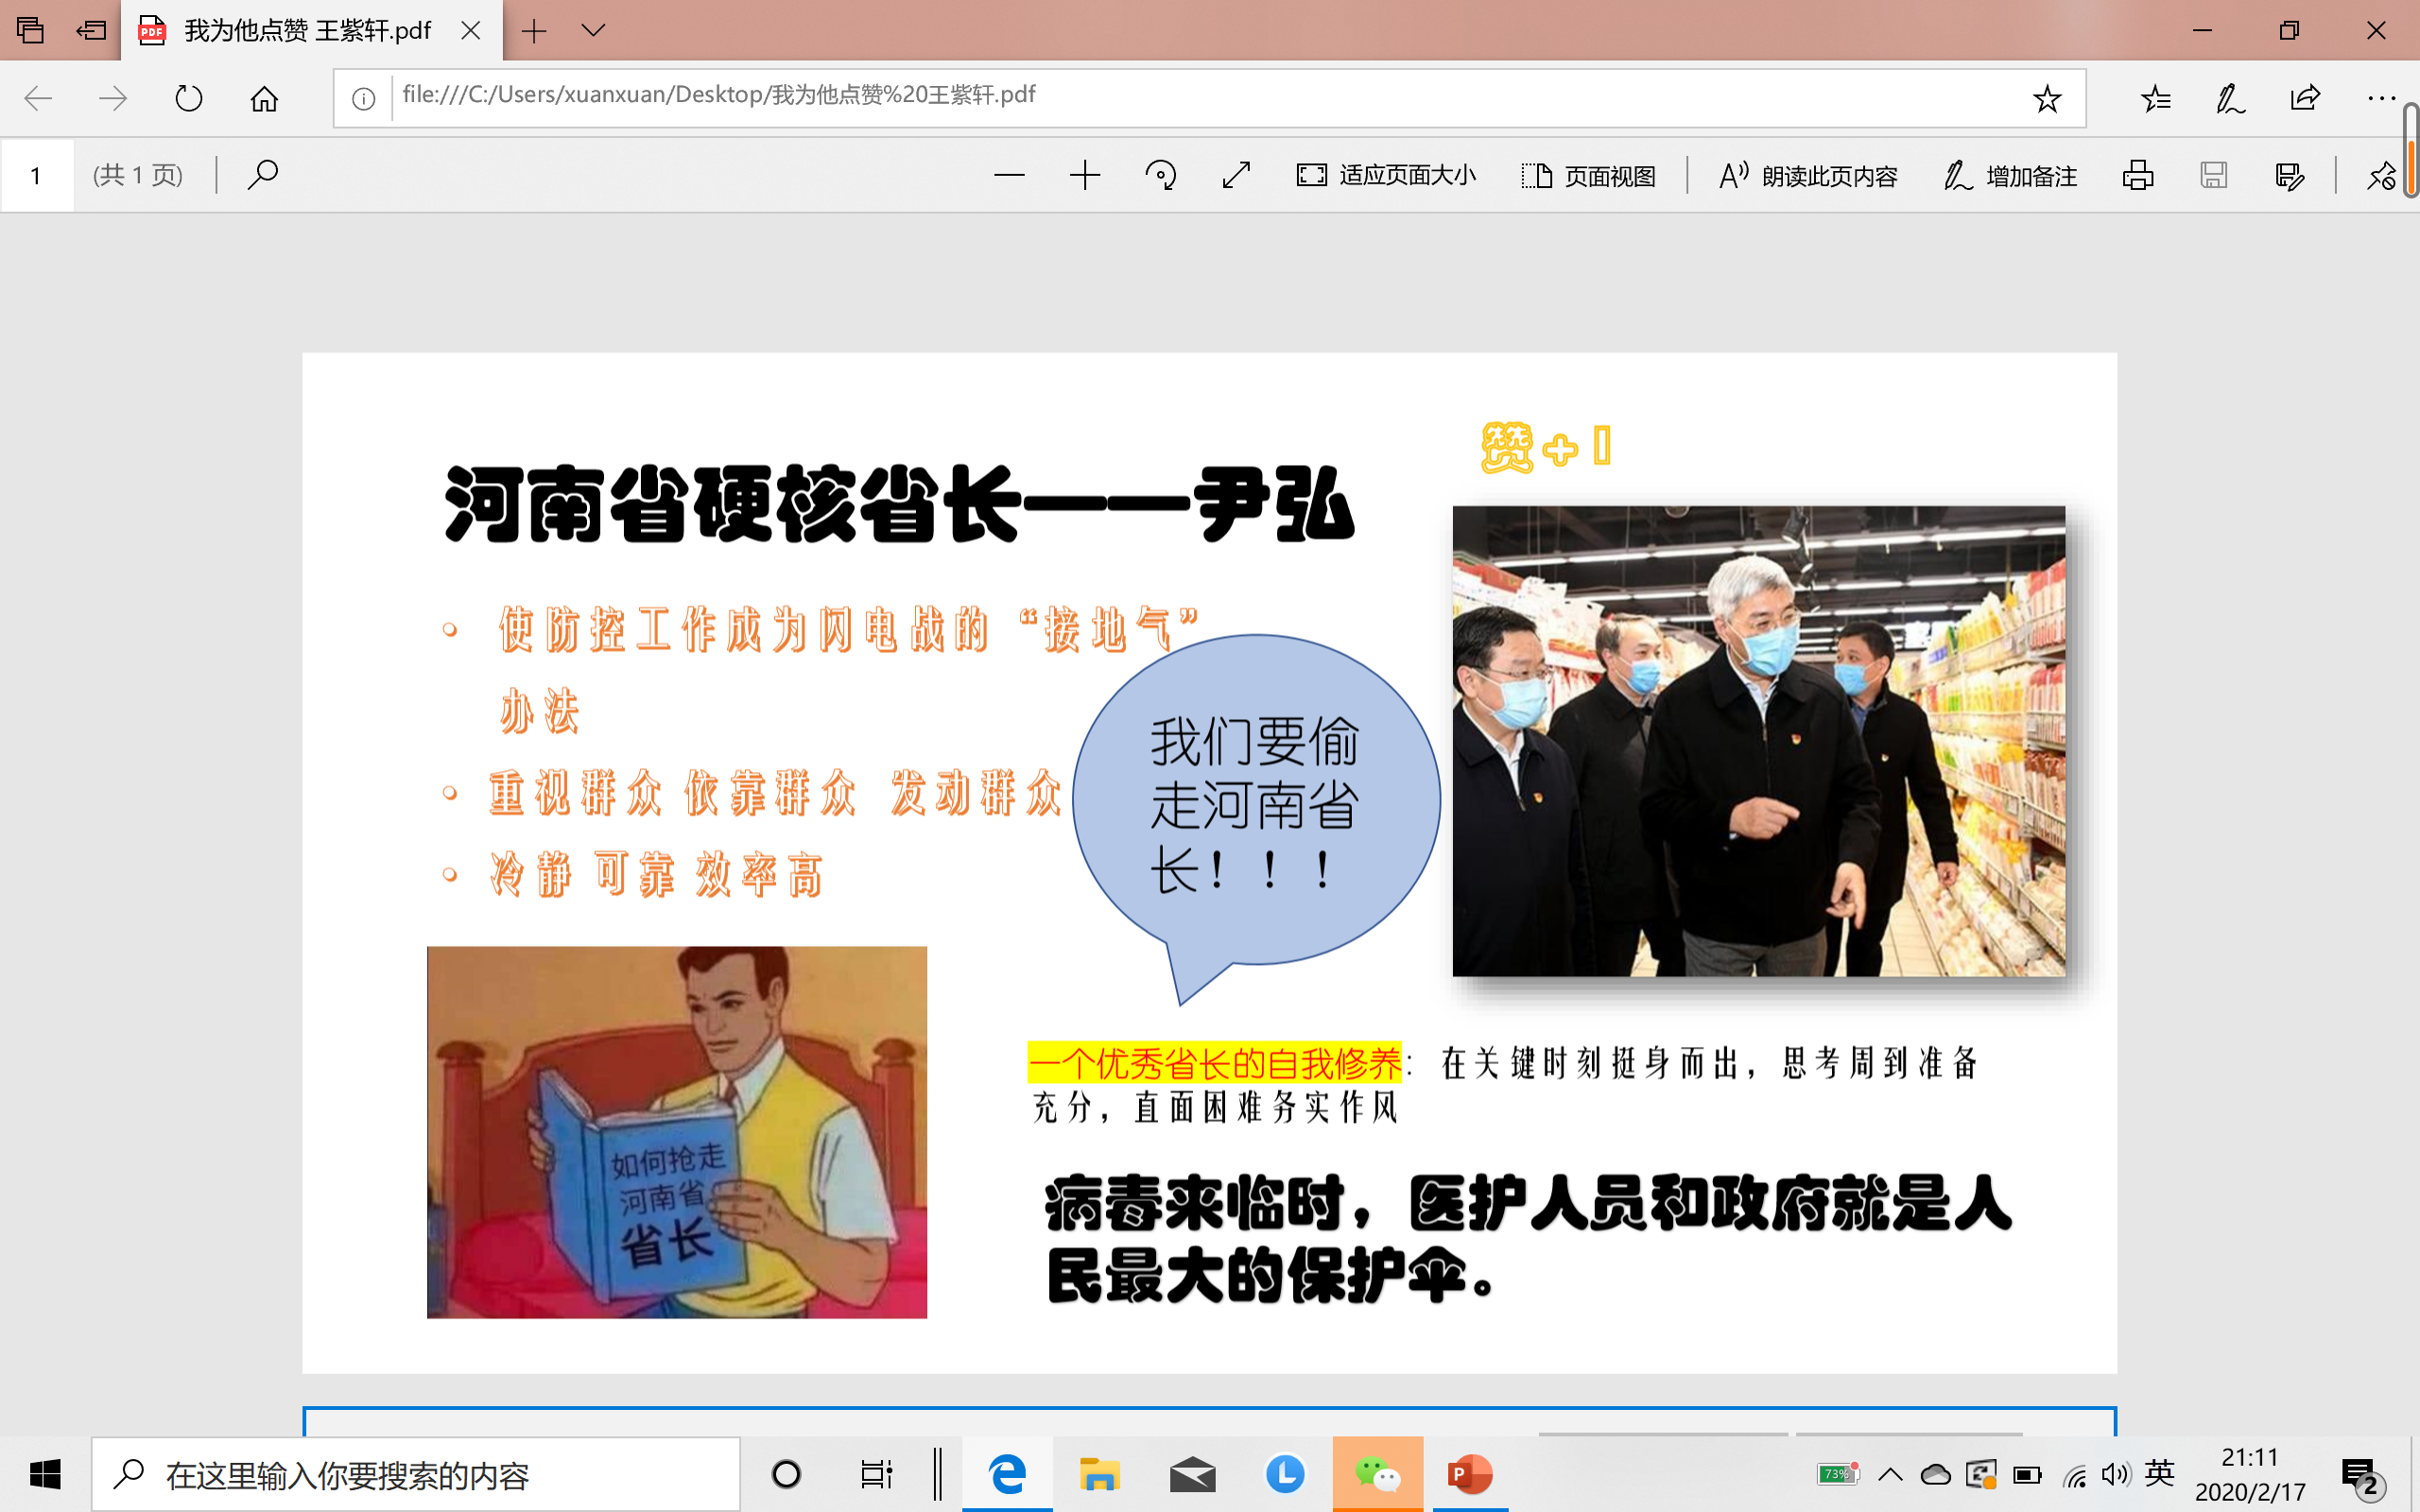 我为他点赞 王紫轩.pdf
file:///C:/Users/xuanxuan/Desktop/我为他点赞%20王紫轩.pdf
1
(共 1 页)
适应页面大小
页面视图
朗读此页内容
增加备注
赞+1
河南省硬核省长——尹弘
• 使防控工作成为闪电战的“接地气”
办法
• 重视群众 依靠群众 发动群众
• 冷静 可靠 效率高
我们要偷
走河南省
长！！！
如何抢走
河南省
省长
一个优秀省长的自我修养：在关键时刻挺身而出，思考周到准备
充分，直面困难务实作风
病毒来临时，医护人员和政府就是人
民最大的保护伞。
在这里输入你要搜索的内容
73%
英
21:11
2020/2/17
2